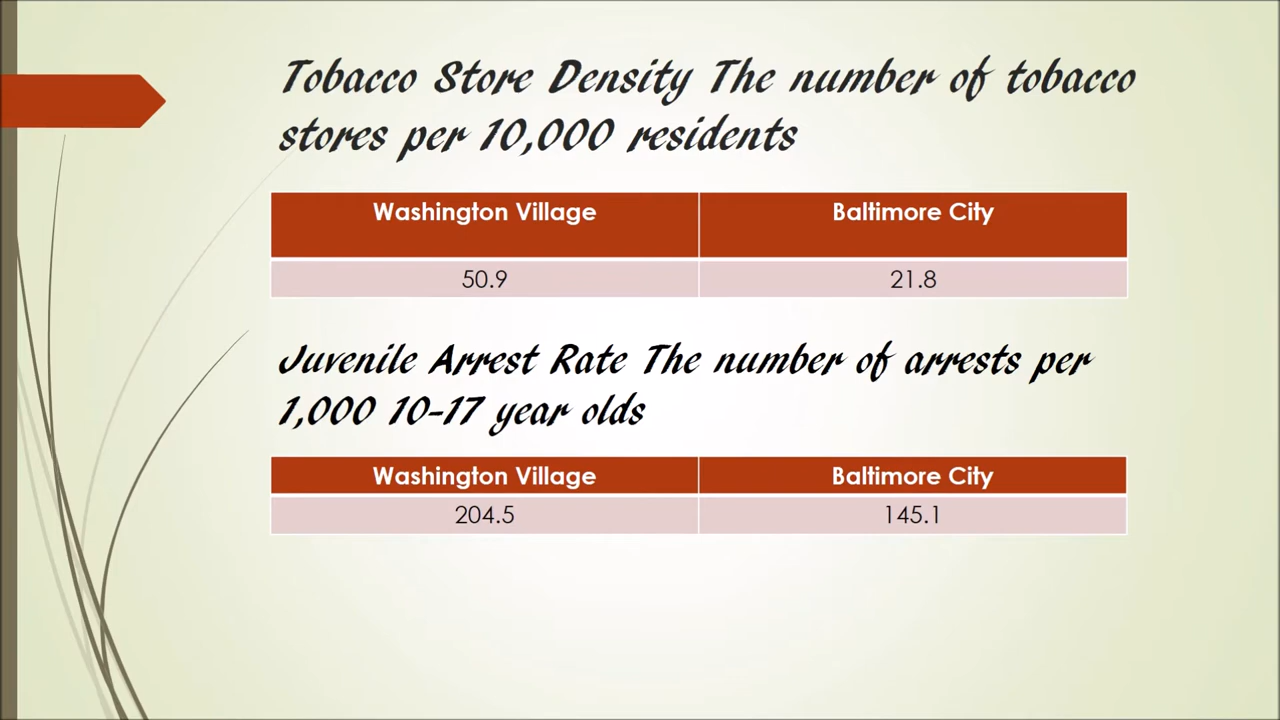 Tobacco Store Density The number of tobacco
stores per 10,000 residents
Washington Village Baltimore City
50.9 21.8
Juvenile Arrest Rate The number of arrests per
1,000 10-17 year olds
Washington Village Baltimore City
204.5 145.1